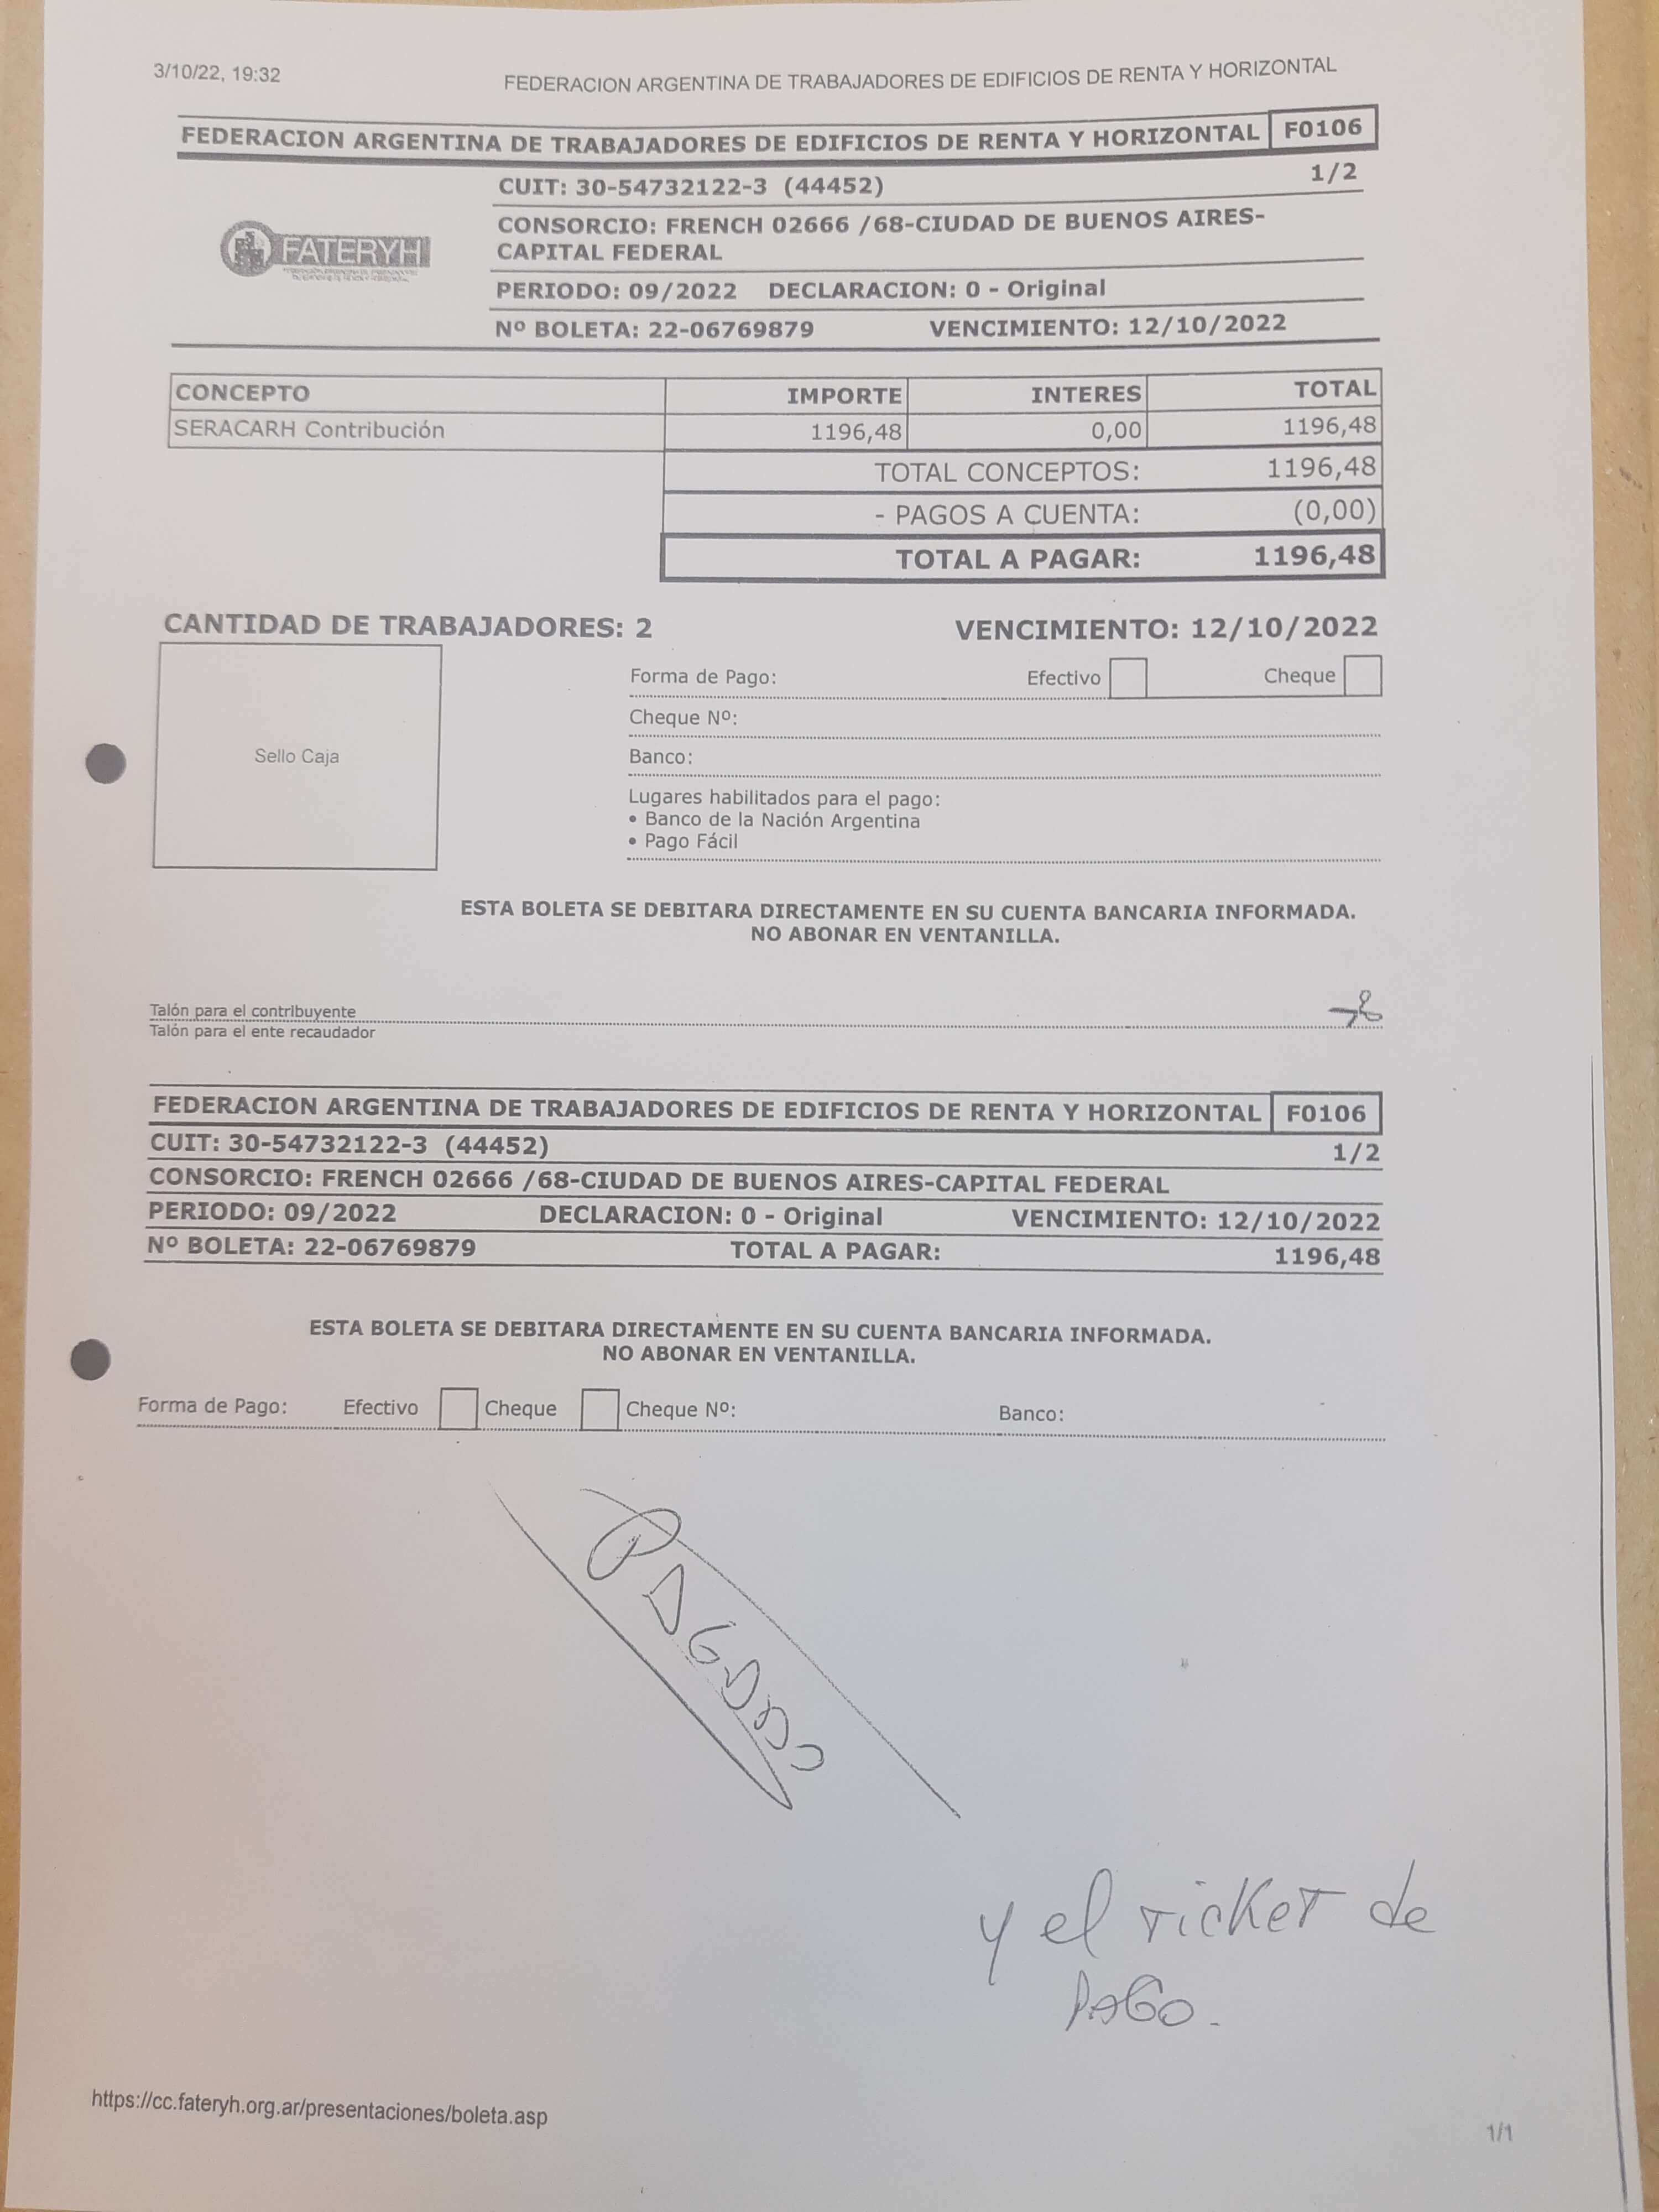 3/10/22, 19:32
FEDERACION ARGENTINA DE TRABAJADORES DE EDIFICIOS DE RENTA Y HORIZONTAL
FEDERACION ARGENTINA DE TRABAJADORES DE EDIFICIOS DE RENTA Y HORIZONTAL F0106
1/2
CUIT: 30-54732122-3 (44452)
CONSORCIO: FRENCH 02666 /68-CIUDAD DE BUENOS AIRES-
CAPITAL FEDERAL
FATERYH
PERIODO: 09/2022 DECLARACION: 0 - Original
Nº BOLETA: 22-06769879 VENCIMIENTO: 12/10/2022
CONCEPTO IMPORTE INTERES TOTAL
SERACARH Contribución 1196,48 0,00 1196,48
TOTAL CONCEPTOS: 1196,48
- PAGOS A CUENTA: (0,00)
TOTAL A PAGAR: 1196,48
CANTIDAD DE TRABAJADORES: 2 VENCIMIENTO: 12/10/2022
Forma de Pago: Efectivo Cheque
Cheque Nº:
Sello Caja
Banco:
Lugares habilitados para el pago:
• Banco de la Nación Argentina
• Pago Fácil
ESTA BOLETA SE DEBITARA DIRECTAMENTE EN SU CUENTA BANCARIA INFORMADA.
NO ABONAR EN VENTANILLA.
Talón para el contribuyente
Talón para el ente recaudador
FEDERACION ARGENTINA DE TRABAJADORES DE EDIFICIOS DE RENTA Y HORIZONTAL F0106
CUIT: 30-54732122-3 (44452) 1/2
CONSORCIO: FRENCH 02666 /68-CIUDAD DE BUENOS AIRES-CAPITAL FEDERAL
PERIODO: 09/2022 DECLARACION: 0 - Original VENCIMIENTO: 12/10/2022
Nº BOLETA: 22-06769879 TOTAL A PAGAR: 1196,48
ESTA BOLETA SE DEBITARA DIRECTAMENTE EN SU CUENTA BANCARIA INFORMADA.
NO ABONAR EN VENTANILLA.
Forma de Pago: Efectivo Cheque Cheque Nº: Banco:
PAGADO
y el TICKET de
PAGO.
https://cc.fateryh.org.ar/presentaciones/boleta.asp
1/1